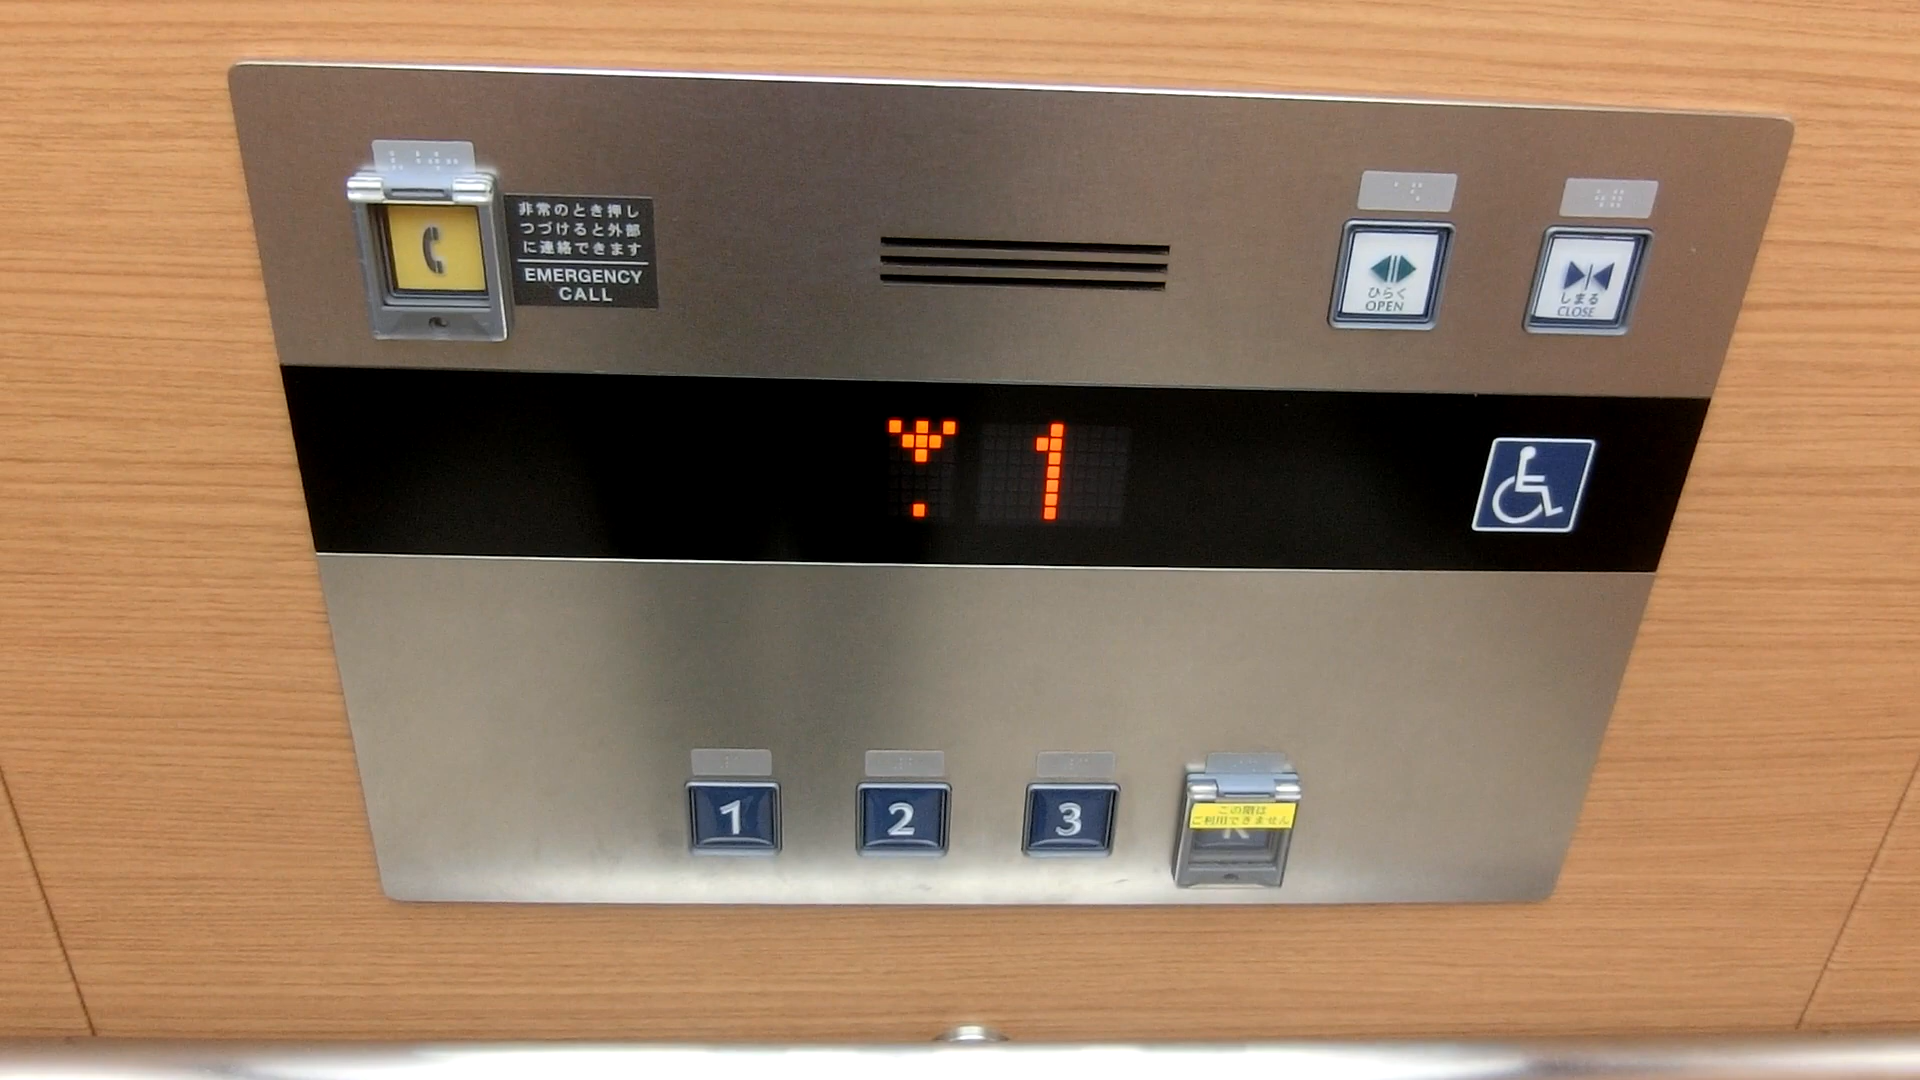 非常のとき押し
つづけると外部
に連絡できます
EMERGENCY
CALL
ひらく
OPEN
しまる
CLOSE
1
1
2
3
この階は
ご利用できません
R